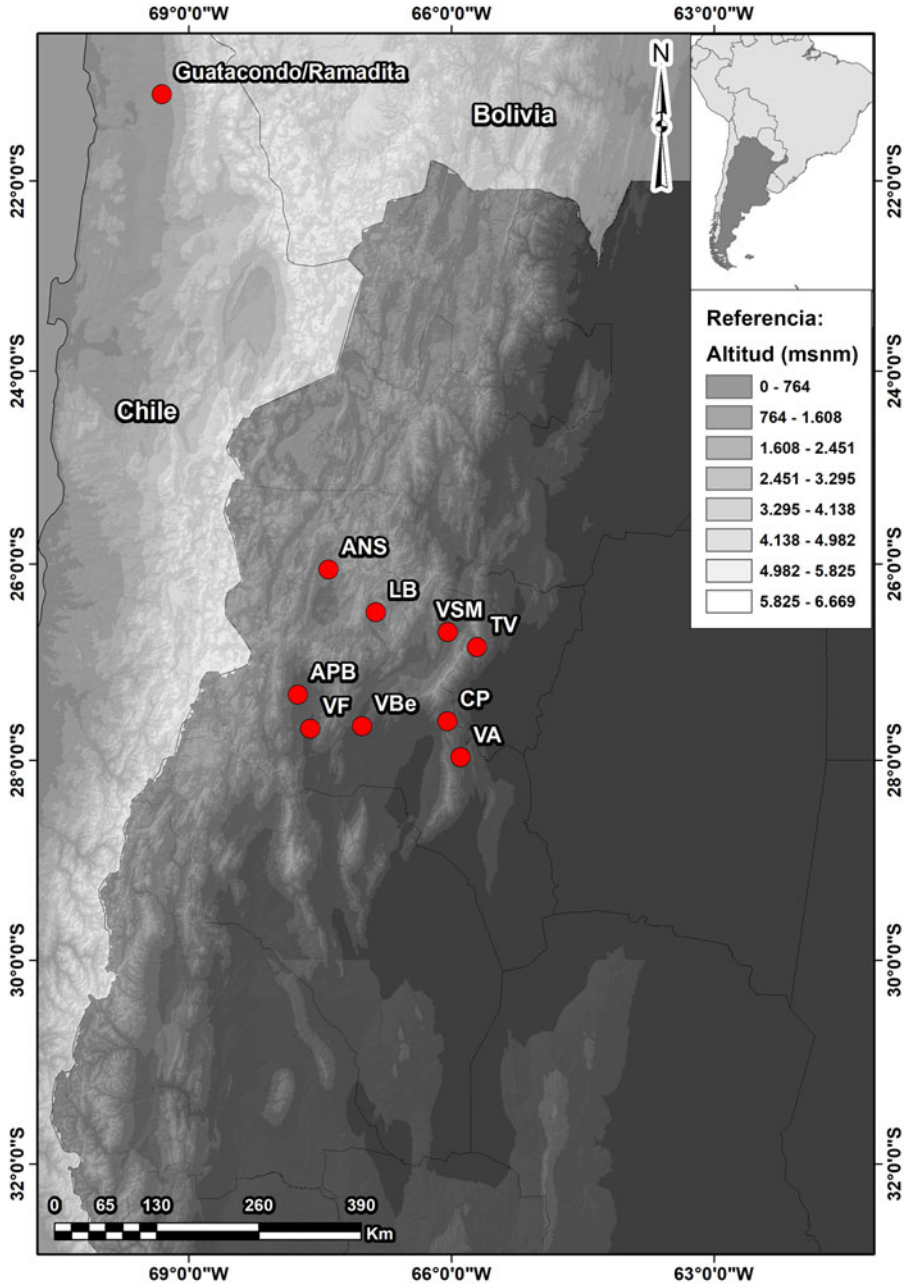 69°0'0"W 66°0'0"W 63°0'0"W
Guatacondo/Ramadita
Bolivia
N
22°0'0"S
22°0'0"S
Referencia:
Altitud (msnm)
0 - 764
764 - 1.608
1.608 - 2.451
2.451 - 3.295
3.295 - 4.138
4.138 - 4.982
4.982 - 5.825
5.825 - 6.669
24°0'0"S
24°0'0"S
Chile
26°0'0"S
26°0'0"S
ANS
LB
VSM
TV
APB
VF
VBe
CP
VA
28°0'0"S
28°0'0"S
30°0'0"S
30°0'0"S
32°0'0"S
32°0'0"S
0 65 130 260 390
Km
69°0'0"W 66°0'0"W 63°0'0"W